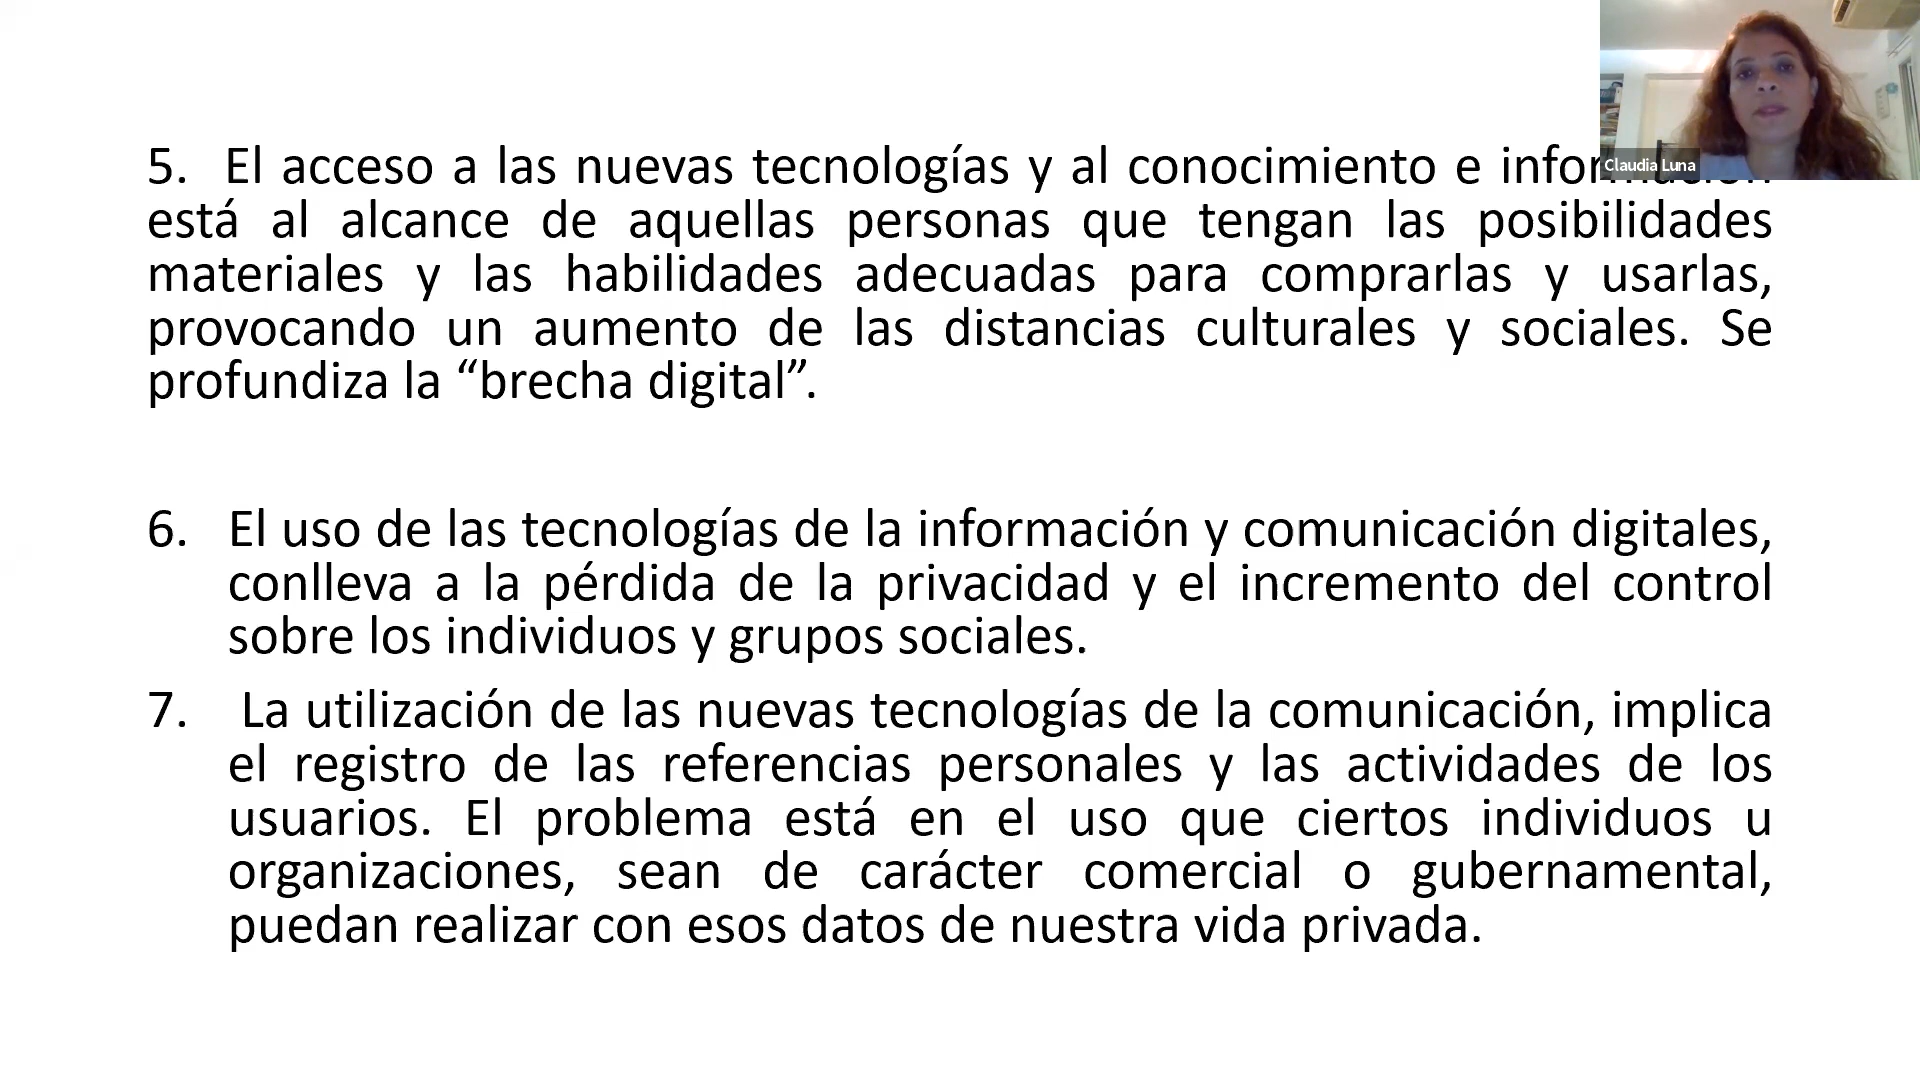 5. El acceso a las nuevas tecnologías y al conocimiento e
está al alcance de aquellas personas que tengan las posibilidades
materiales y las habilidades adecuadas para comprarlas y usarlas,
provocando un aumento de las distancias culturales y sociales. Se
profundiza la “brecha digital”.
6. El uso de las tecnologías de la información y comunicación digitales,
conlleva a la pérdida de la privacidad y el incremento del control
sobre los individuos y grupos sociales.
7. La utilización de las nuevas tecnologías de la comunicación, implica
el registro de las referencias personales y las actividades de los
usuarios. El problema está en el uso que ciertos individuos u
organizaciones, sean de carácter comercial o gubernamental,
puedan realizar con esos datos de nuestra vida privada.
Claudia Luna